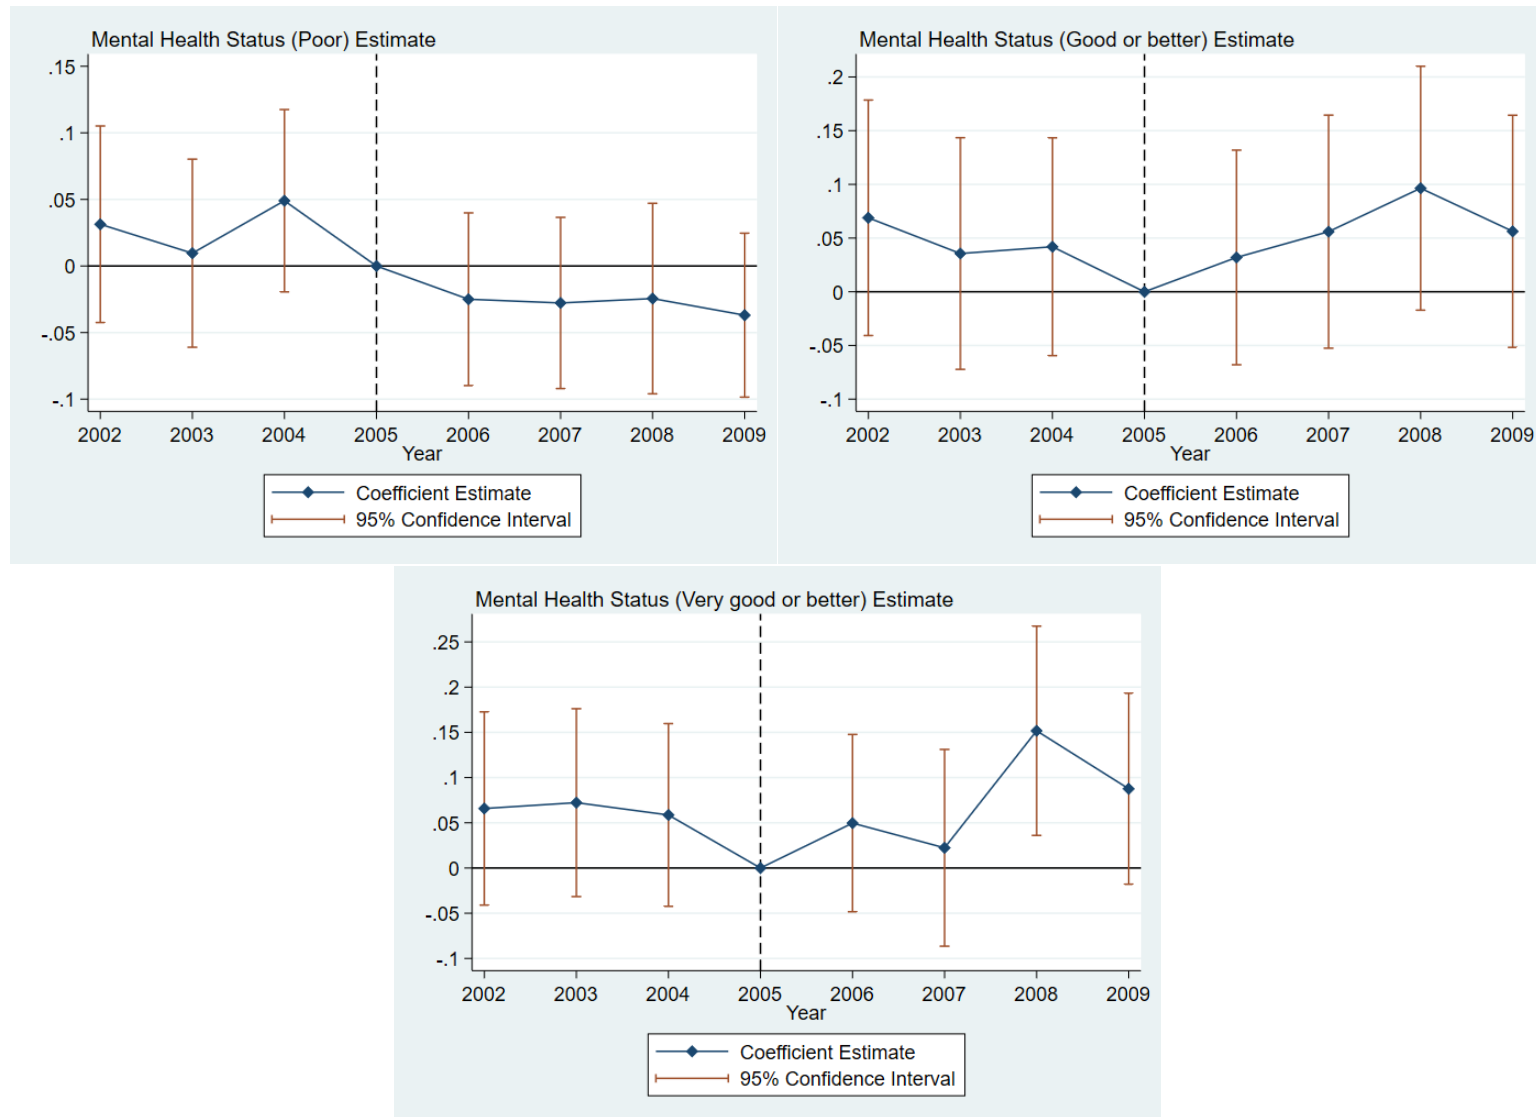 Mental Health Status (Poor) Estimate
.15
.1
.05
0
-.05
-.1
2002 2003 2004 2005 2006 2007 2008 2009
Year
Coefficient Estimate
95% Confidence Interval
Mental Health Status (Good or better) Estimate
.2
.15
.1
.05
0
-.05
-.1
2002 2003 2004 2005 2006 2007 2008 2009
Year
Coefficient Estimate
95% Confidence Interval
Mental Health Status (Very good or better) Estimate
.25
.2
.15
.1
.05
0
-.05
-.1
2002 2003 2004 2005 2006 2007 2008 2009
Year
Coefficient Estimate
95% Confidence Interval